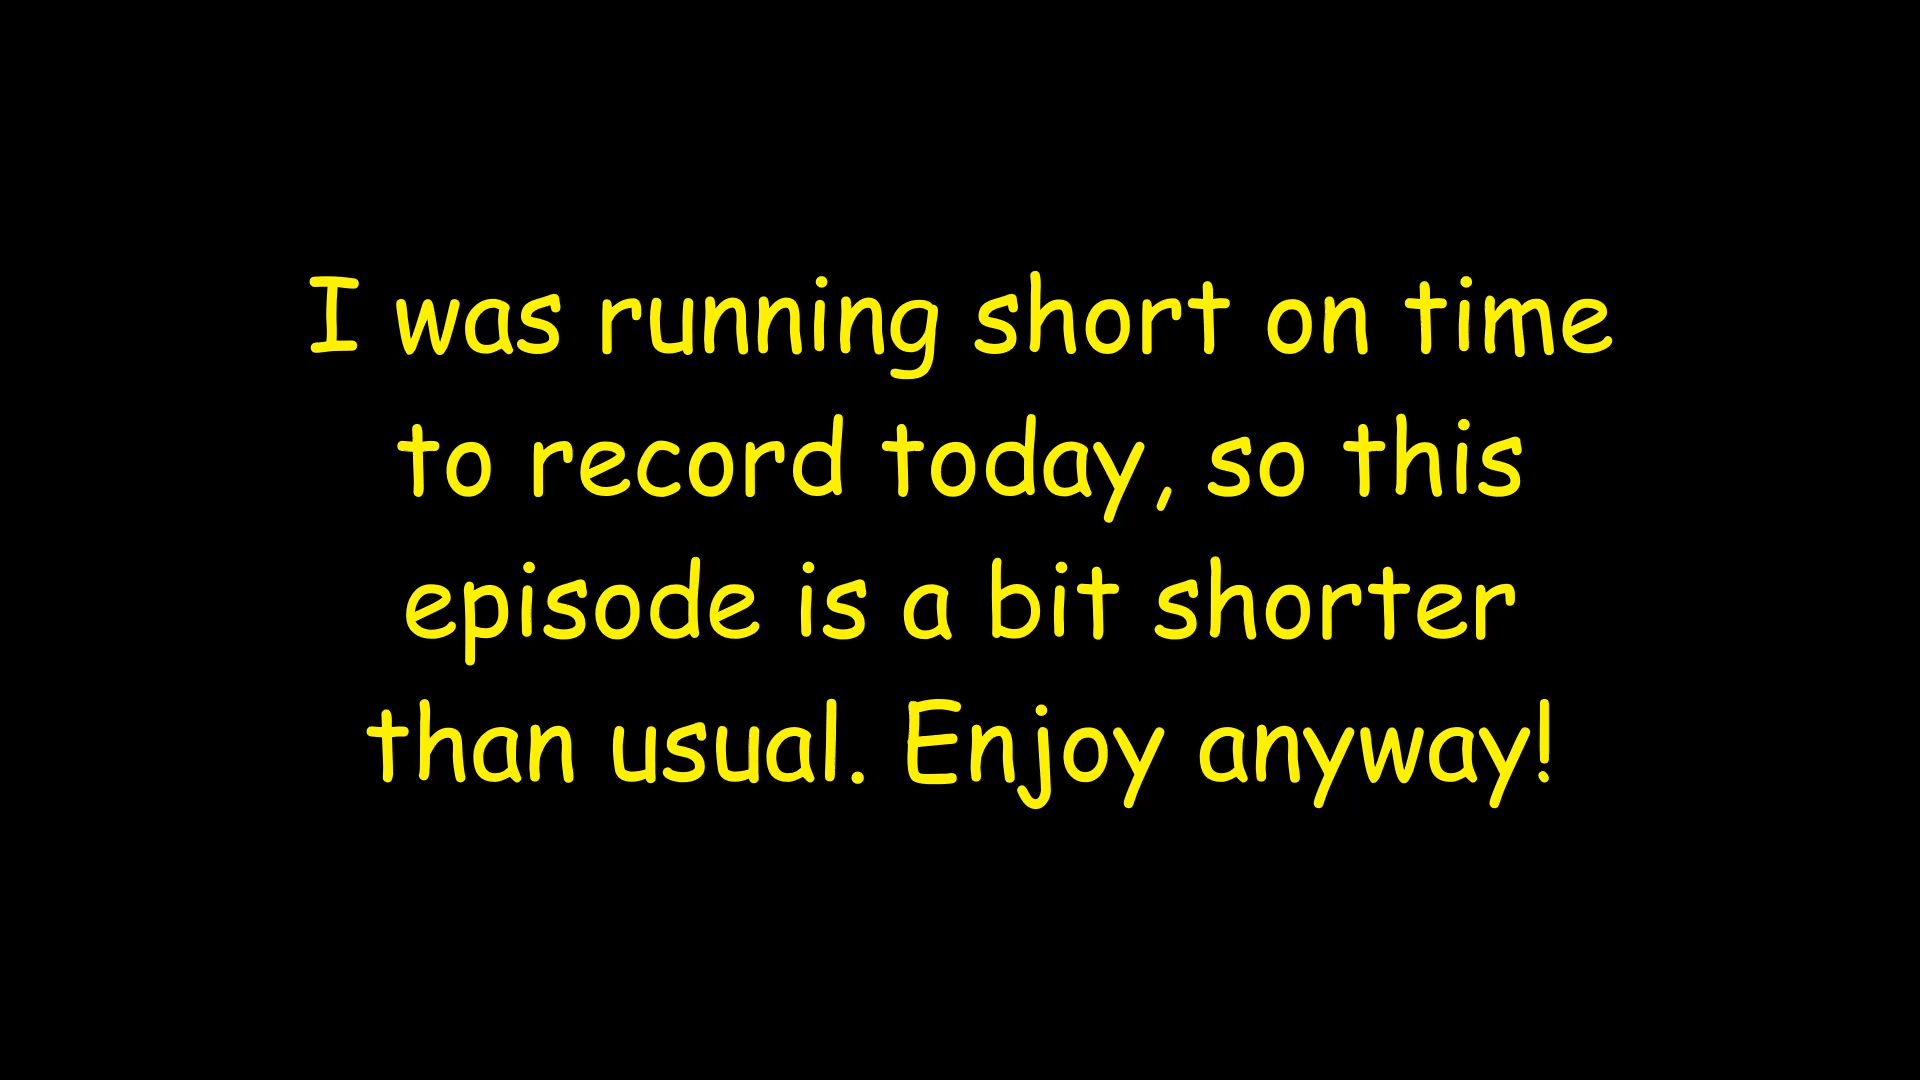 I was running short on time
to record today, so this
episode is a bit shorter
than usual. Enjoy anyway!